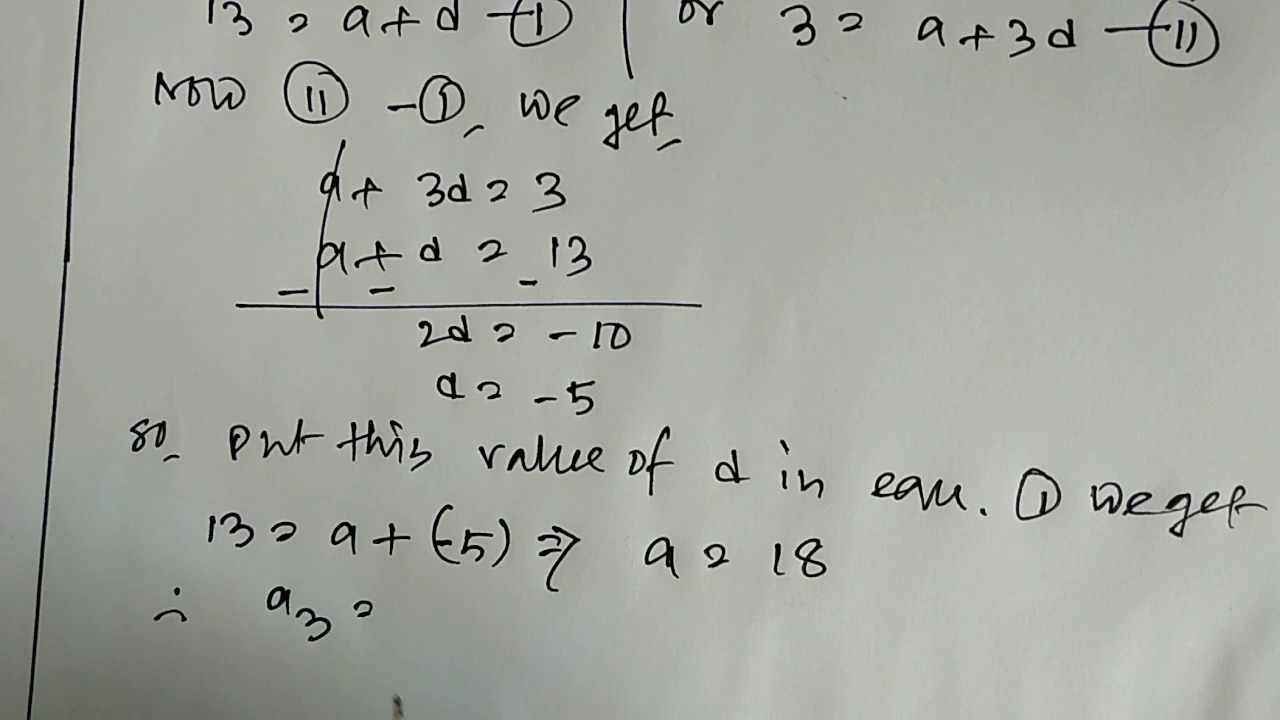 13 = a + d —(I) | or 3 = a + 3d —(II)
Now (II) - (I), we get,
a + 3d = 3
a + d = 13
- - -
2d = -10
d = -5
so, put this value of d in equ. (I) we get
13 = a + (-5) ⇒ a = 18
∴ a₃ =